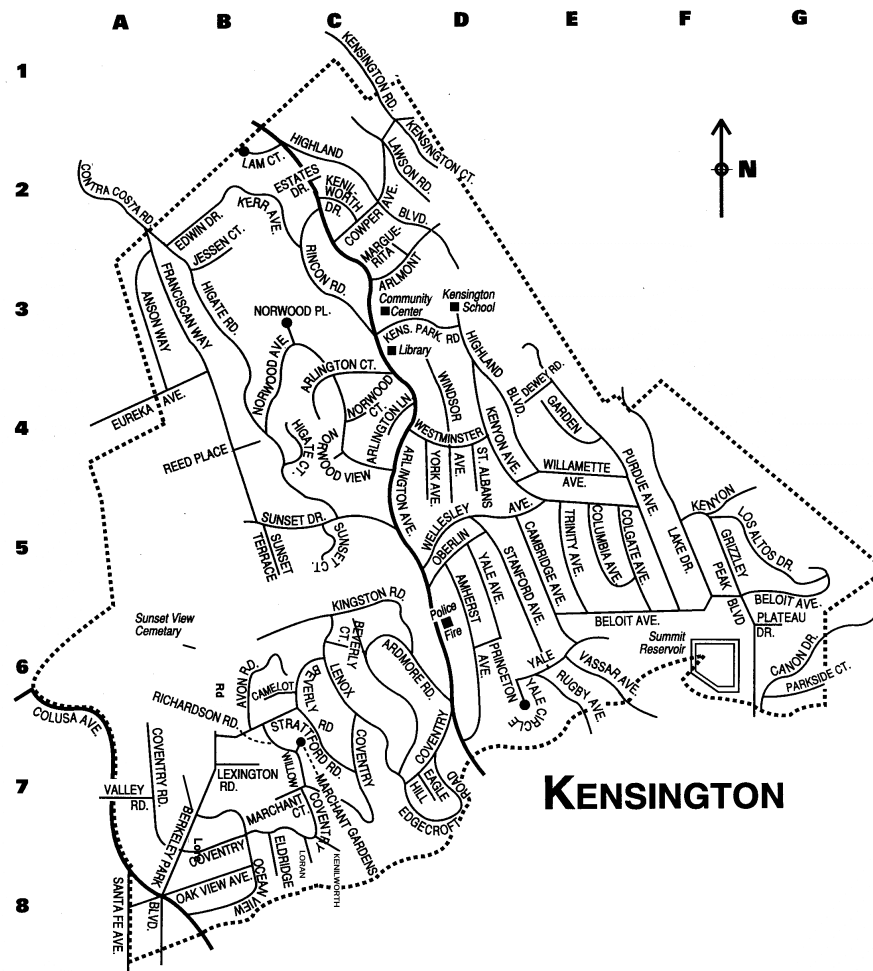 A B C D E F G
1
KENSINGTON RD.
KENSINGTON CT.
LAWSON RD.
HIGHLAND
BLVD.
LAM CT.
2
N
CONTRA COSTA RD.
ESTATES
DR.
KENIL-
WORTH
DR.
COWPER AVE.
EDWIN DR.
KERR AVE.
JESSEN CT.
MARGUE-
RITA
ARLMONT
RINCON RD.
3
ANSON WAY
FRANCISCAN WAY
HIGATE RD.
NORWOOD PL.
Community
Center
Kensington
School
KENS. PARK RD
Library
HIGHLAND
BLVD.
DEWEY RD.
GARDEN
NORWOOD AVE.
ARLINGTON CT.
NORWOOD
CT.
ARLINGTON LN.
WINDSOR
AVE.
KENYON AVE.
4
EUREKA AVE.
REED PLACE
HIGATE CT.
NORWOOD VIEW
WESTMINSTER
YORK AVE.
ST. ALBANS
WILLAMETTE
AVE.
PURDUE AVE.
ARLINGTON AVE.
5
SUNSET DR.
SUNSET
TERRACE
SUNSET
CT.
WELLESLEY
AVE.
OBERLIN
YALE AVE.
STANFORD AVE.
CAMBRIDGE AVE.
TRINITY AVE.
COLUMBIA AVE.
COLGATE AVE.
LAKE DR.
KENYON
GRIZZLEY
PEAK
BLVD
LOS ALTOS DR.
BELOIT AVE.
BELOIT AVE.
PLATEAU
DR.
KINGSTON RD.
Sunset View
Cemetary
BEVERLY
CT.
AMHERST
AVE.
Police
Fire
6
ARDMORE RD.
PRINCETON
YALE
YALE CIRCLE
VASSAR AVE.
RUGBY AVE.
Summit
Reservoir
CANON DR.
PARKSIDE CT.
AVON RD.
Rd
CAMELOT
BEVERLY
RD
LENOX
RICHARDSON RD.
COLUSA AVE
STRATTFORD RD.
COVENTRY
COVENTRY
ROAD
7
COVENTRY RD.
LEXINGTON
RD.
WILLOW
MARCHANT GARDENS
EAGLE
HILL
EDGECROFT
KENSINGTON
VALLEY
RD.
MARCHANT
CT.
COVENTRY
BERKELEY PARK
BLVD.
COVENTRY
ELDRIDGE
LORAN
KENILWORTH
8
SANTA FE AVE.
OAK VIEW AVE.
OCEAN VIEW